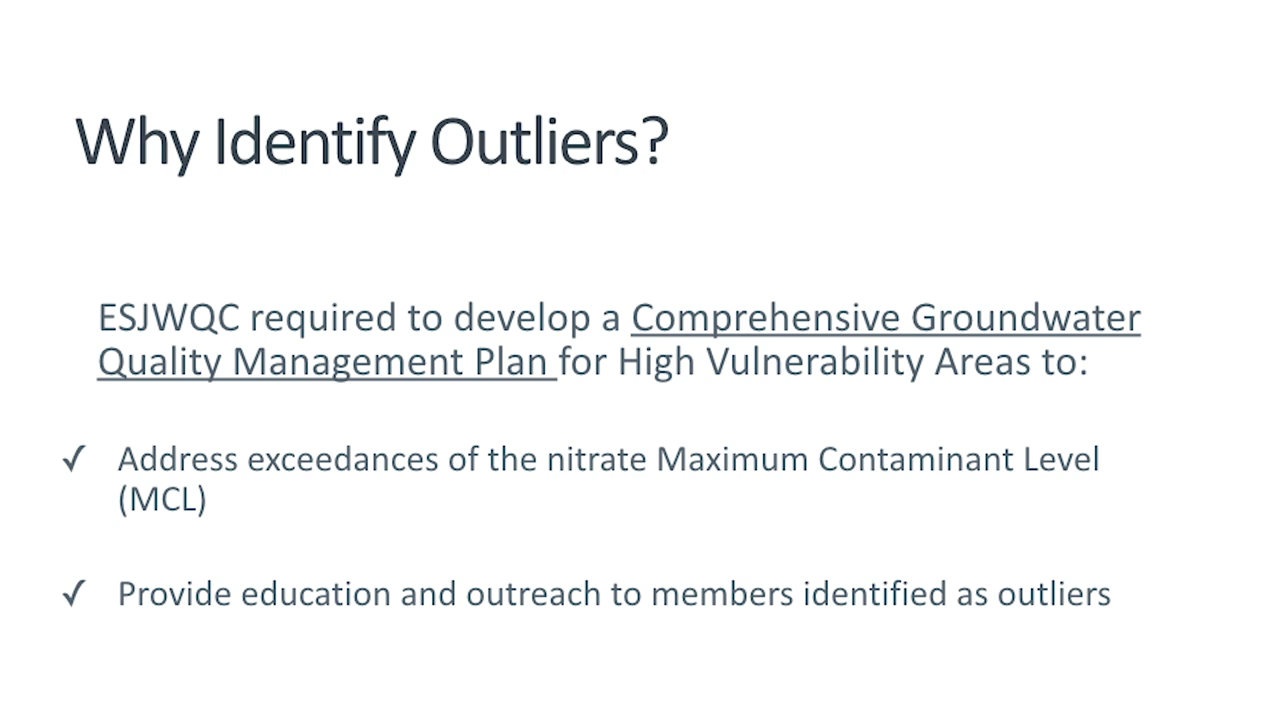 Why Identify Outliers?
ESJWQC required to develop a Comprehensive Groundwater
Quality Management Plan for High Vulnerability Areas to:
✓ Address exceedances of the nitrate Maximum Contaminant Level
(MCL)
✓ Provide education and outreach to members identified as outliers